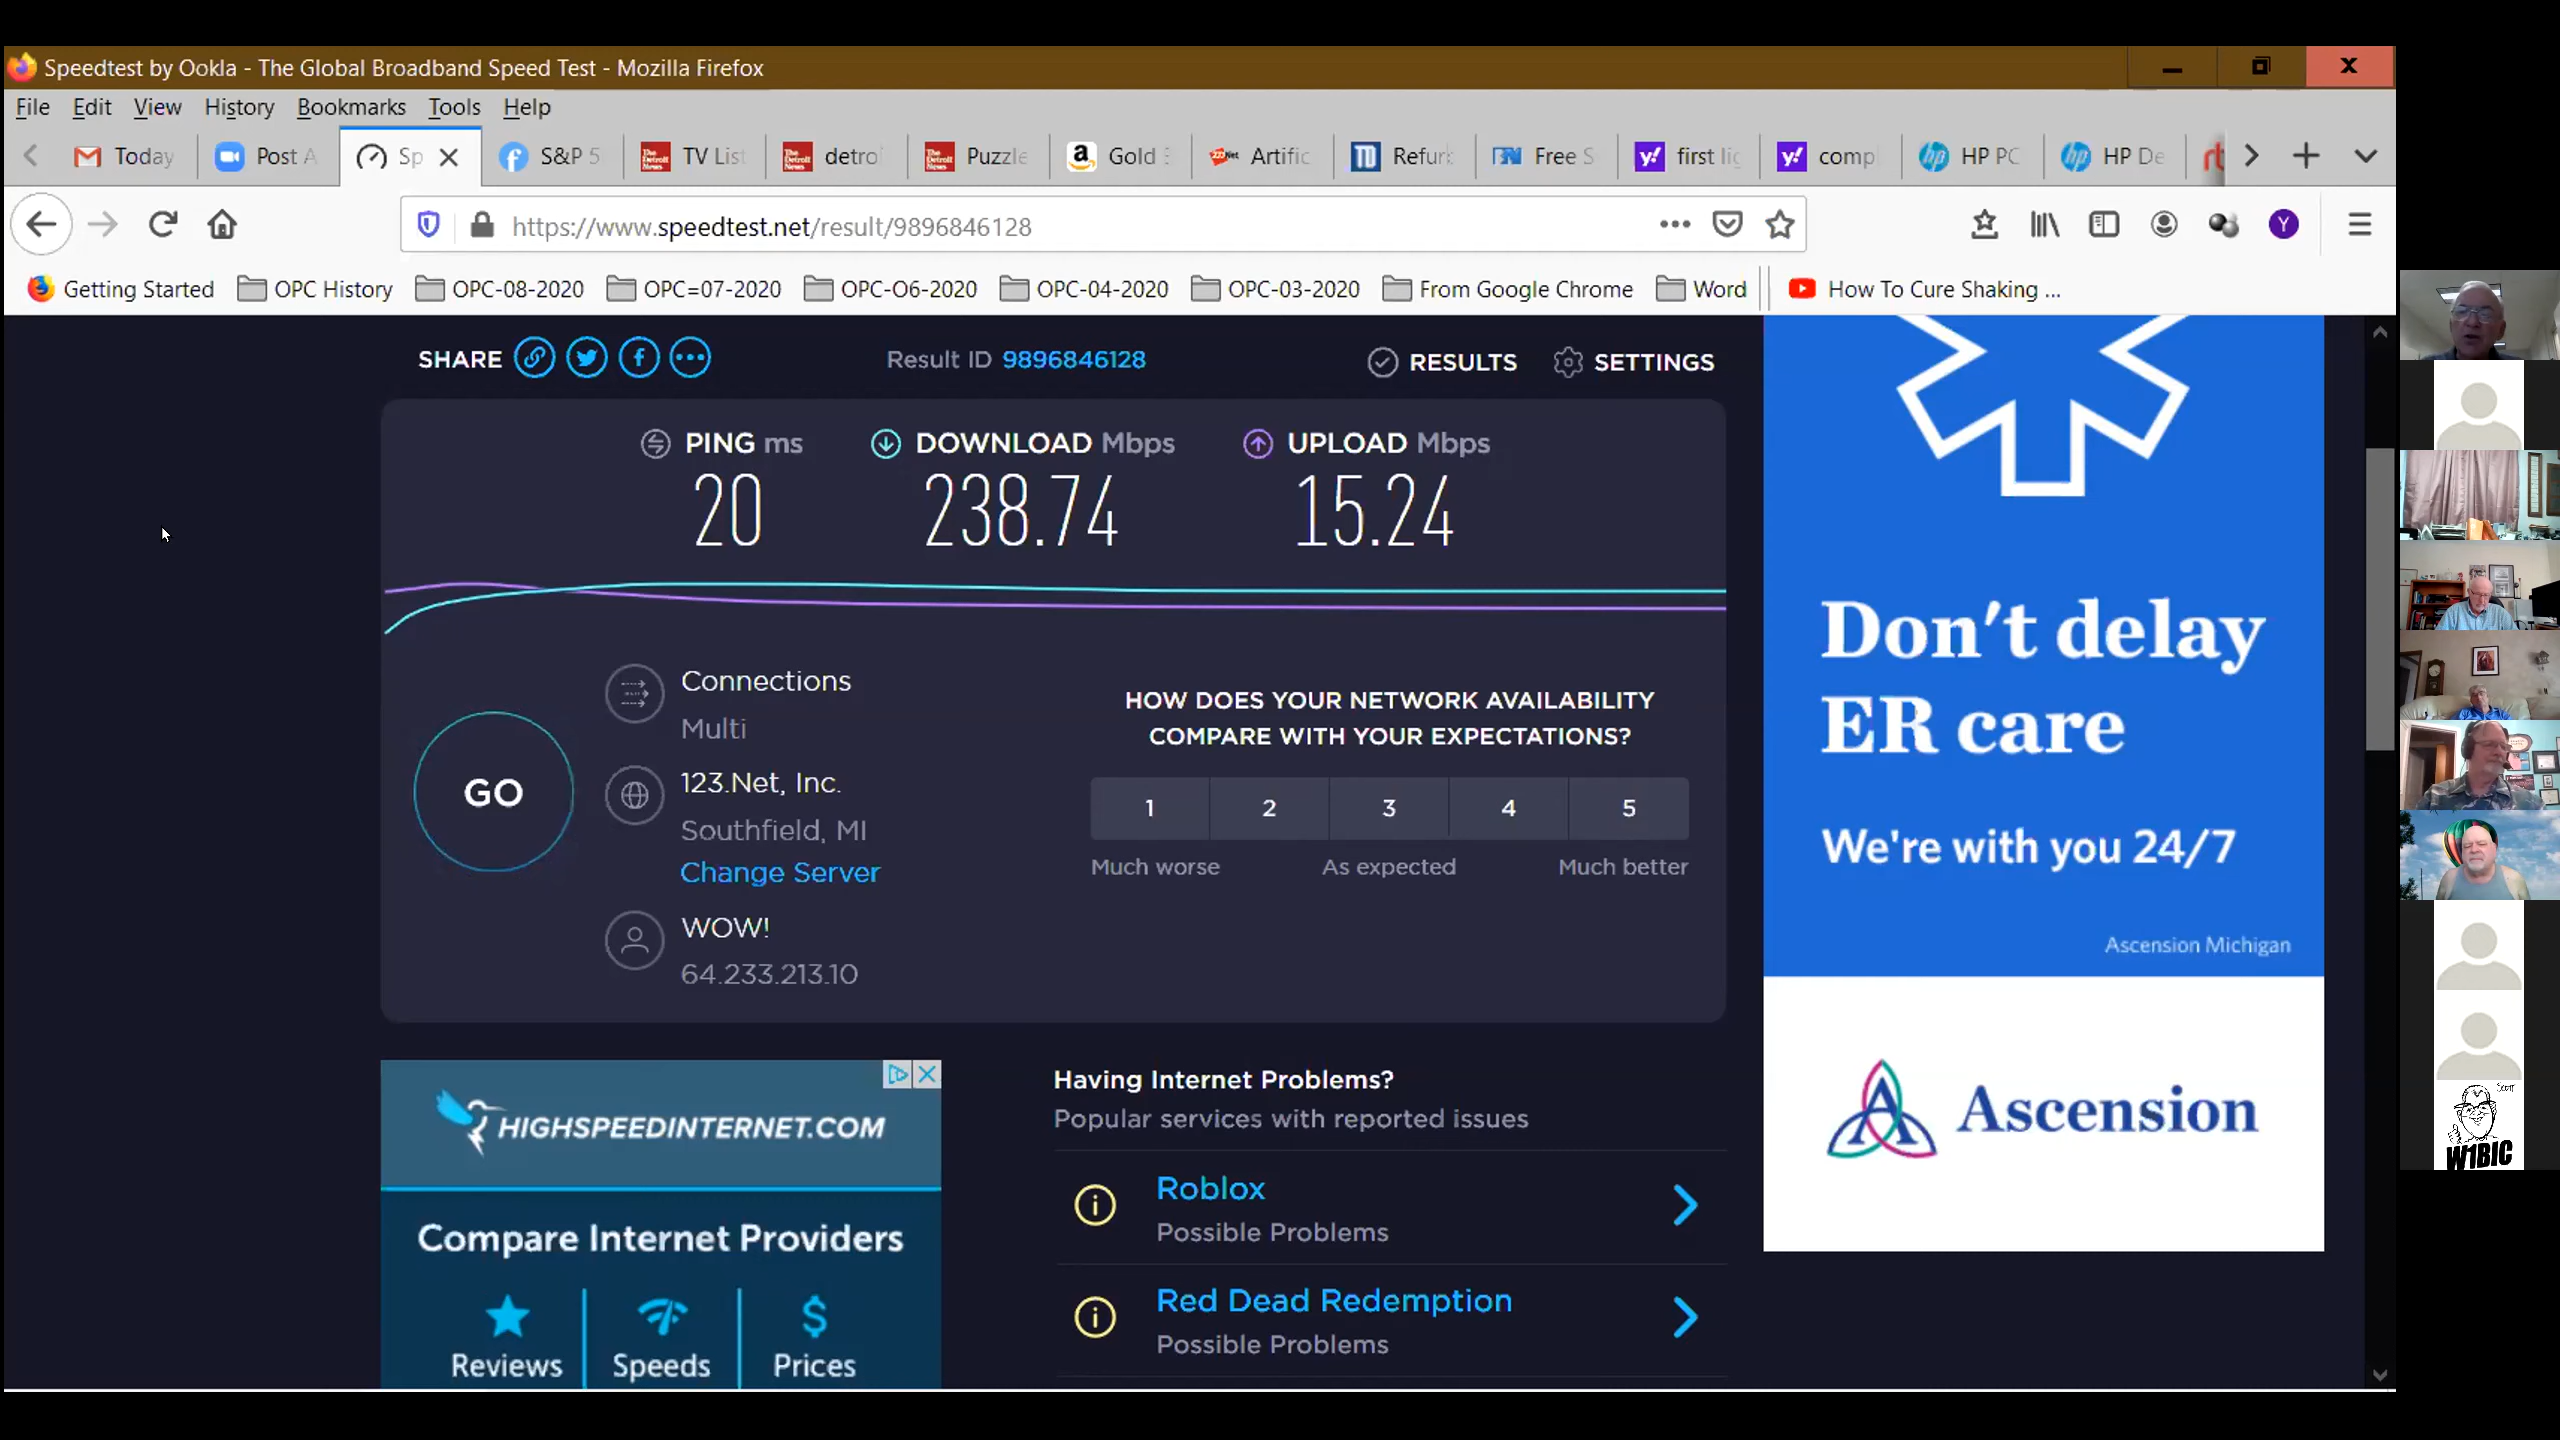 Speedtest by Ookla - The Global Broadband Speed Test - Mozilla Firefox
File Edit View History Bookmarks Tools Help
Today Post A Sp S&P 5 TV List detro Puzzle Gold Artific Refurk Free S first lig comp HP PC HP De
https://www.speedtest.net/result/9896846128
Getting Started OPC History OPC-08-2020 OPC=07-2020 OPC-O6-2020 OPC-04-2020 OPC-03-2020 From Google Chrome Word How To Cure Shaking ...
SHARE Result ID 9896846128 RESULTS SETTINGS
PING ms DOWNLOAD Mbps UPLOAD Mbps
20 238.74 15.24
Connections
Multi
GO
123.Net, Inc.
Southfield, MI
Change Server
WOW!
64.233.213.10
HOW DOES YOUR NETWORK AVAILABILITY
COMPARE WITH YOUR EXPECTATIONS?
1 2 3 4 5
Much worse As expected Much better
Don't delay
ER care
We're with you 24/7
Ascension Michigan
Ascension
HIGHSPEEDINTERNET.COM
Compare Internet Providers
Reviews Speeds Prices
Having Internet Problems?
Popular services with reported issues
Roblox
Possible Problems
Red Dead Redemption
Possible Problems
Scott
W1BIC